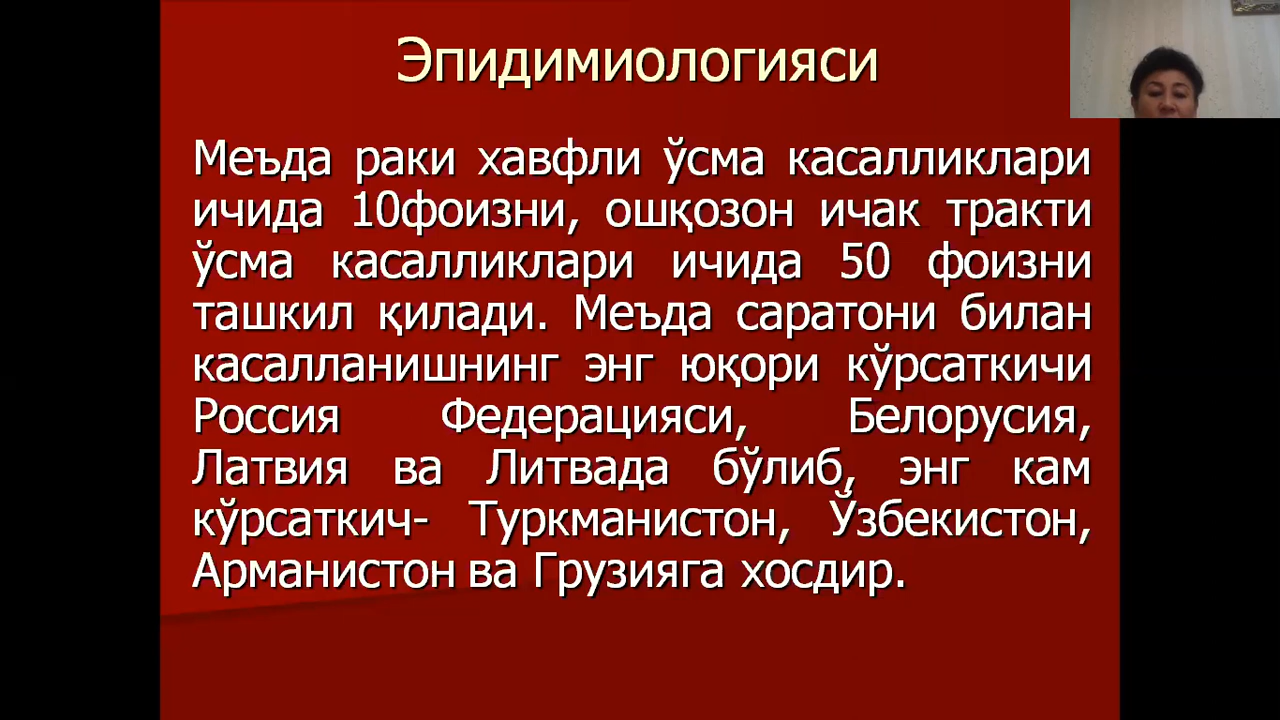 Эпидимиологияси
Меъда раки хавфли ўсма касалликлари
ичида 10фоизни, ошқозон ичак тракти
ўсма касалликлари ичида 50 фоизни
ташкил қилади. Меъда саратони билан
касалланишнинг энг юқори кўрсаткичи
Россия Федерацияси, Белорусия,
Латвия ва Литвада бўлиб, энг кам
кўрсаткич- Туркманистон, Ўзбекистон,
Арманистон ва Грузияга хосдир.